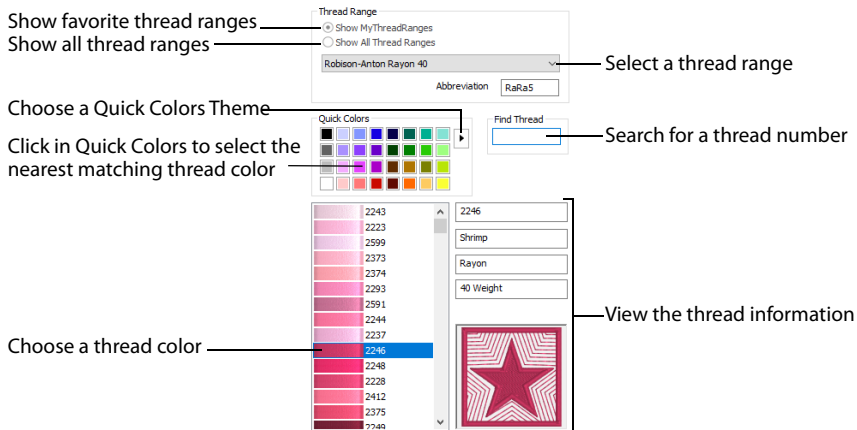 Thread Range
Show favorite thread ranges
Show MyThreadRanges
Show all thread ranges
Show All Thread Ranges
Robison-Anton Rayon 40
Select a thread range
Abbreviation RaRa5
Choose a Quick Colors Theme
Quick Colors
Find Thread
Click in Quick Colors to select the
nearest matching thread color
Search for a thread number
2243
2223
2599
2373
2374
2293
2591
2244
2237
2246
2248
2228
2412
2375
2249
2246
Shrimp
Rayon
40 Weight
View the thread information
Choose a thread color